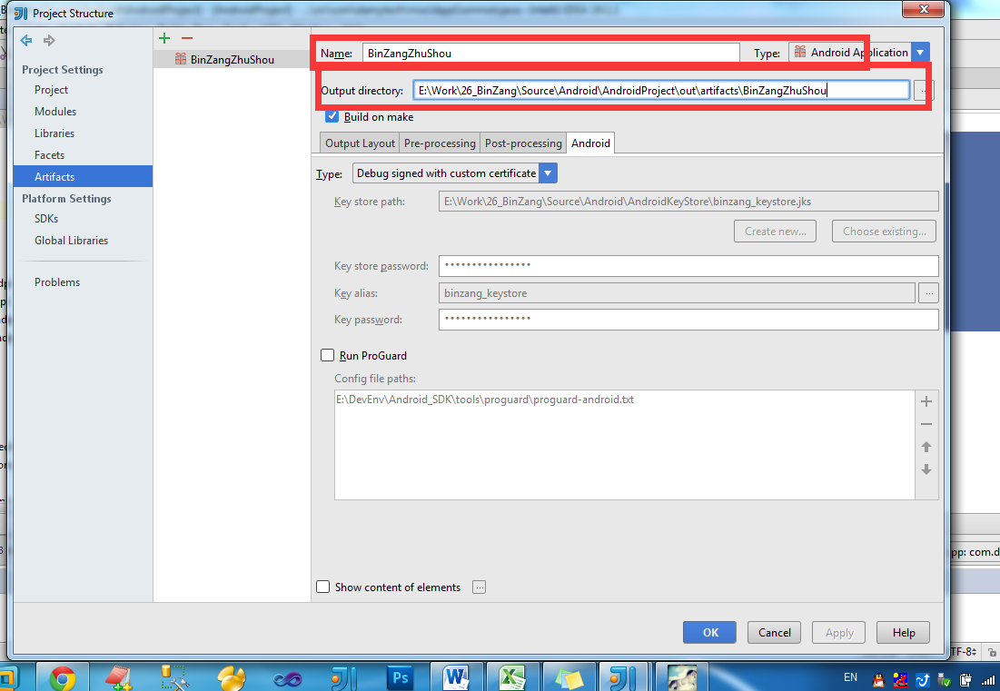 Project Structure
Project Settings
Project
Modules
Libraries
Facets
Artifacts
Platform Settings
SDKs
Global Libraries
Problems
BinZangZhuShou
Name: BinZangZhuShou Type: Android Application
Output directory: E:\Work\26_BinZang\Source\Android\AndroidProject\out\artifacts\BinZangZhuShou ...
Build on make
Output Layout Pre-processing Post-processing Android
Type: Debug signed with custom certificate
Key store path: E:\Work\26_BinZang\Source\Android\AndroidKeyStore\binzang_keystore.jks
Create new... Choose existing...
Key store password: ••••••••••••••••
Key alias: binzang_keystore ...
Key password: ••••••••••••••••
Run ProGuard
Config file paths:
E:\DevEnv\Android_SDK\tools\proguard\proguard-android.txt
Show content of elements ...
OK Cancel Apply Help
pp: com.d
TF-8
Ps
EN